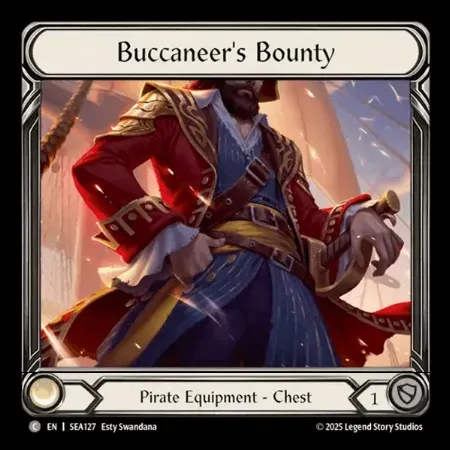 Buccaneer's Bounty
Pirate Equipment - Chest
1
C EN | SEA127 Esty Swandana
© 2025 Legend Story Studios